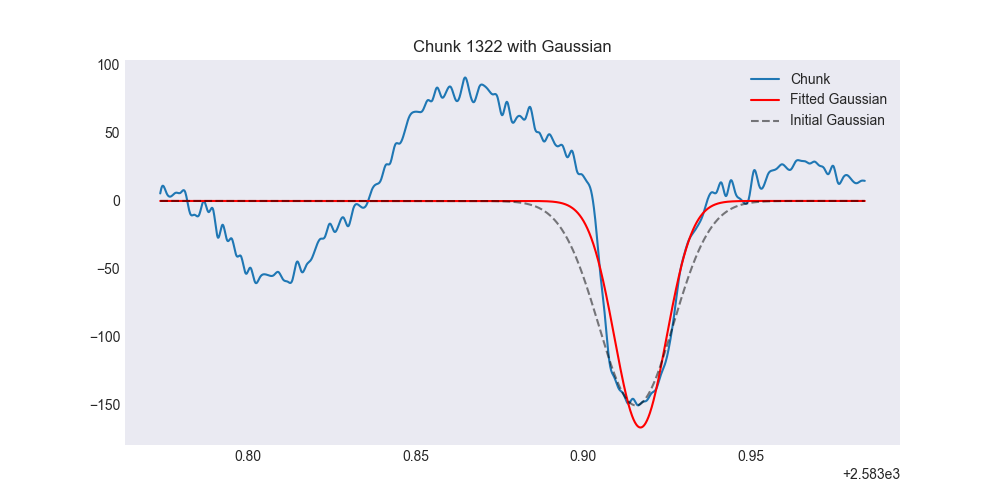 Chunk 1322 with Gaussian
100
50
0
−50
−100
−150
Chunk
Fitted Gaussian
Initial Gaussian
0.80 0.85 0.90 0.95
+2.583e3